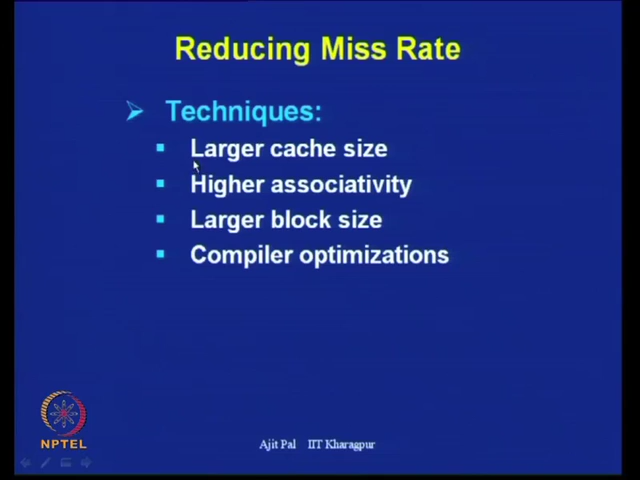 Reducing Miss Rate
Techniques:
Larger cache size
Higher associativity
Larger block size
Compiler optimizations
NPTEL
Ajit Pal IIT Kharagpur